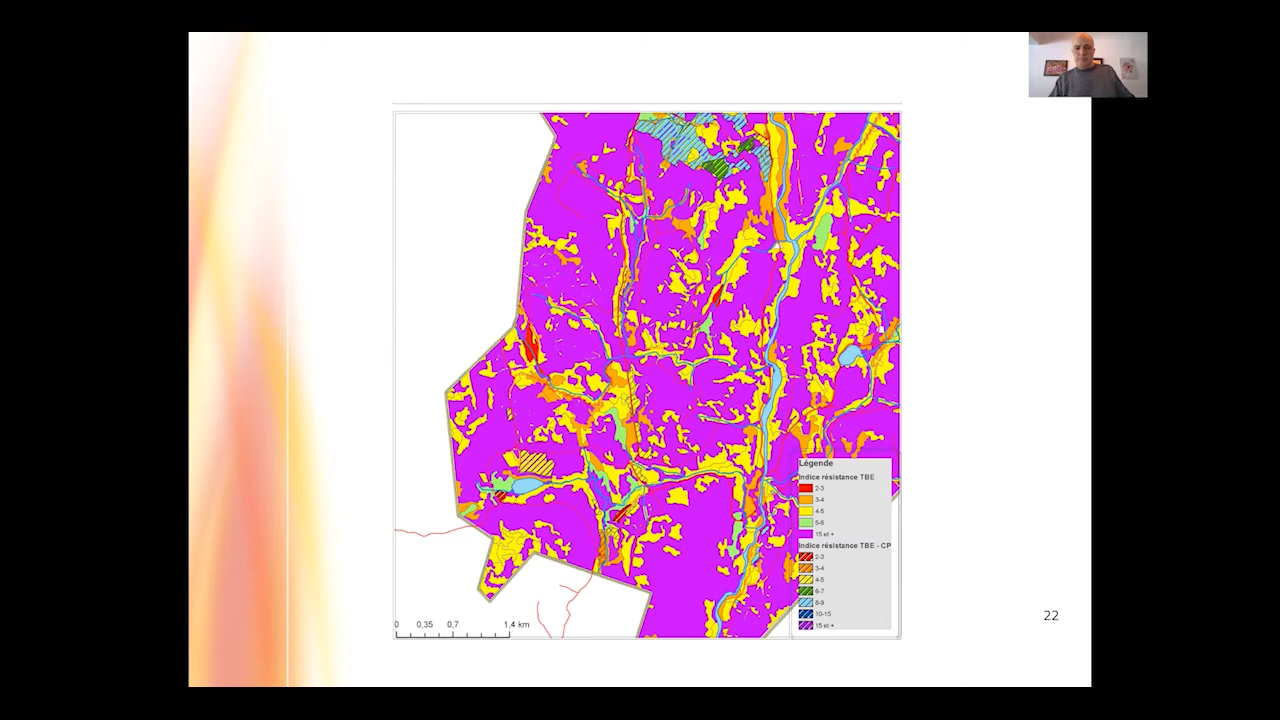 Légende
Indice résistance TBE
2-3
3-4
4-5
5-6
15 et +
Indice résistance TBE - CP
2-3
3-4
4-5
6-7
8-9
10-15
15 et +
0 0,35 0,7 1,4 km
22